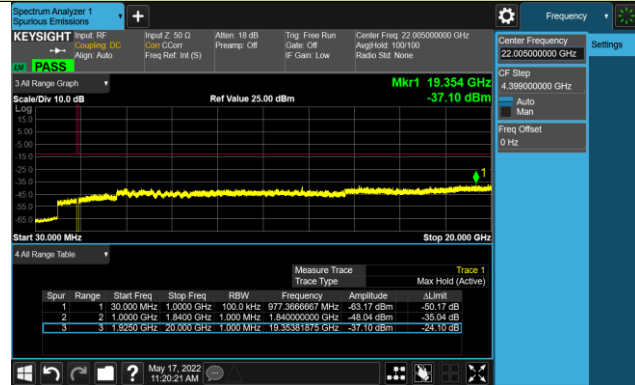 Spectrum Analyzer 1
Spurious Emissions
Frequency
KEYSIGHT
Input: RF
Coupling: DC
Align: Auto
Input Z: 50 Ω
Corr CCorr
Freq Ref: Int (S)
Atten: 18 dB
Preamp: Off
Trig: Free Run
Gate: Off
IF Gain: Low
Center Freq: 22.005000000 GHz
Avg|Hold: 100/100
Radio Std: None
PASS
3 All Range Graph
Scale/Div 10.0 dB
Ref Value 25.00 dBm
Mkr1 19.354 GHz
-37.10 dBm
Log
15.0
5.00
-5.00
-15.0
-25.0
-35.0
-45.0
-55.0
-65.0
1
Start 30.000 MHz
Stop 20.000 GHz
4 All Range Table
Measure Trace Trace 1
Trace Type Max Hold (Active)
Spur Range Start Freq Stop Freq RBW Frequency Amplitude ΔLimit
1 1 30.000 MHz 1.0000 GHz 100.0 kHz 977.3666667 MHz -63.17 dBm -50.17 dB
2 2 1.0000 GHz 1.8400 GHz 1.000 MHz 1.840000000 GHz -48.04 dBm -35.04 dB
3 3 1.9250 GHz 20.000 GHz 1.000 MHz 19.35381875 GHz -37.10 dBm -24.10 dB
May 17, 2022
11:20:21 AM
Center Frequency
22.005000000 GHz
Settings
CF Step
4.399000000 GHz
Auto
Man
Freq Offset
0 Hz